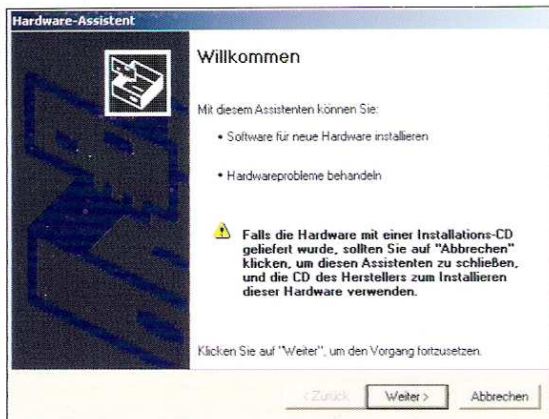 Hardware-Assistent
Willkommen
Mit diesem Assistenten können Sie:
• Software für neue Hardware installieren
• Hardwareprobleme behandeln
Falls die Hardware mit einer Installations-CD
geliefert wurde, sollten Sie auf "Abbrechen"
klicken, um diesen Assistenten zu schließen,
und die CD des Herstellers zum Installieren
dieser Hardware verwenden.
Klicken Sie auf "Weiter", um den Vorgang fortzusetzen.
< Zurück Weiter > Abbrechen